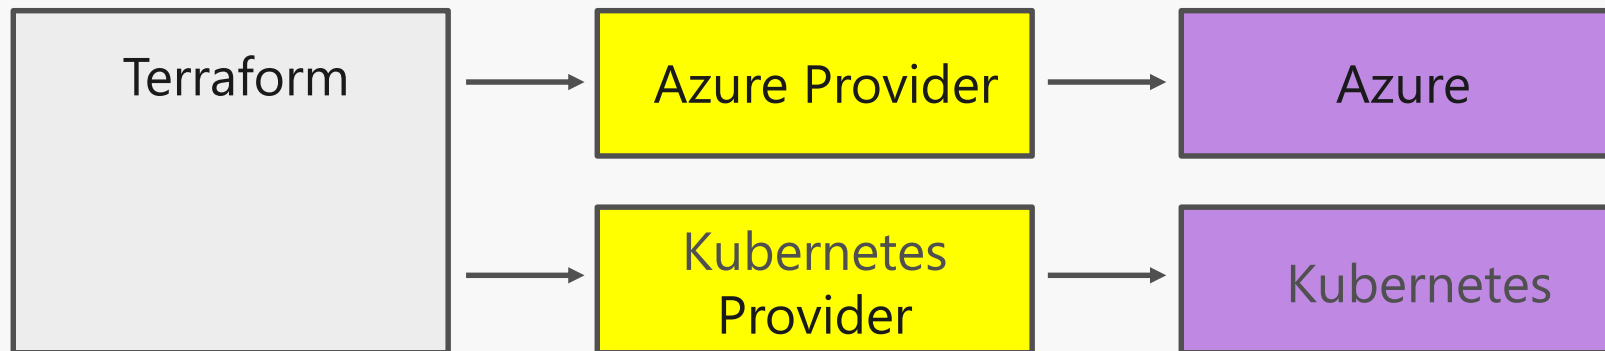 Terraform
Azure Provider
Azure
Kubernetes
Provider
Kubernetes